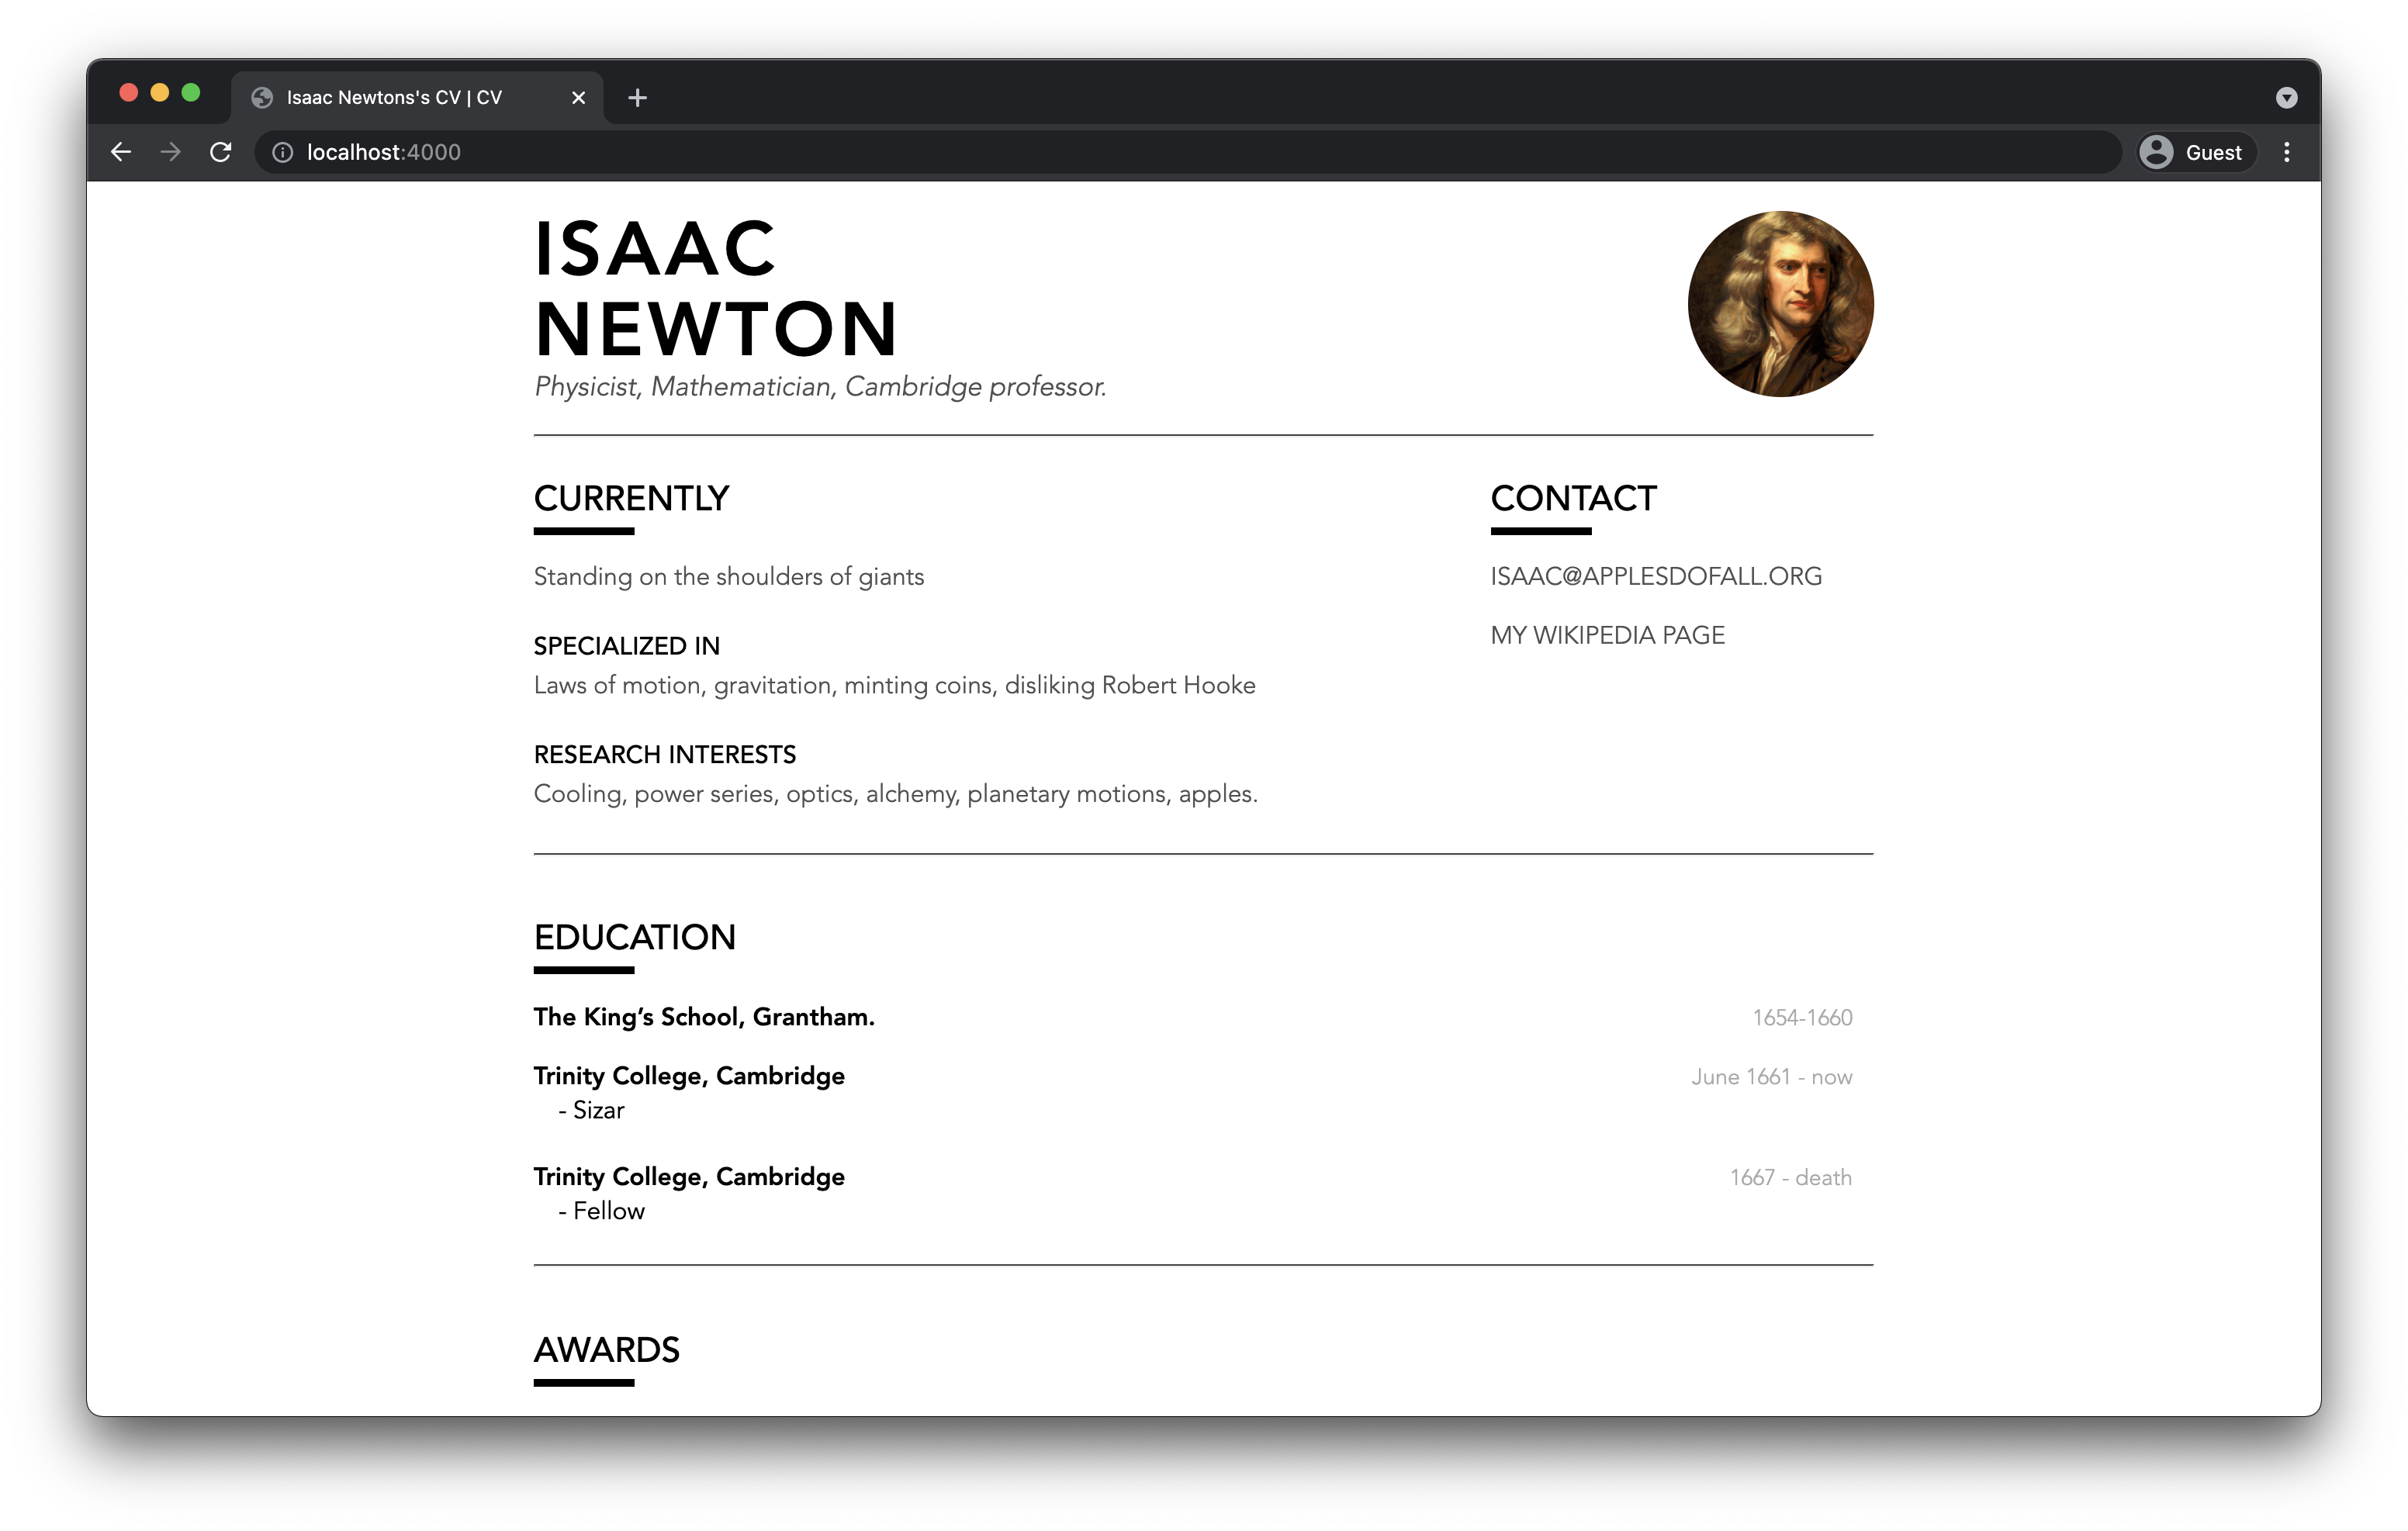 Isaac Newtons's CV | CV
localhost:4000
Guest
ISAAC
NEWTON
Physicist, Mathematician, Cambridge professor.
CURRENTLY
Standing on the shoulders of giants
SPECIALIZED IN
Laws of motion, gravitation, minting coins, disliking Robert Hooke
RESEARCH INTERESTS
Cooling, power series, optics, alchemy, planetary motions, apples.
CONTACT
ISAAC@APPLESDOFALL.ORG
MY WIKIPEDIA PAGE
EDUCATION
The King’s School, Grantham. 1654-1660
Trinity College, Cambridge June 1661 - now
- Sizar
Trinity College, Cambridge 1667 - death
- Fellow
AWARDS